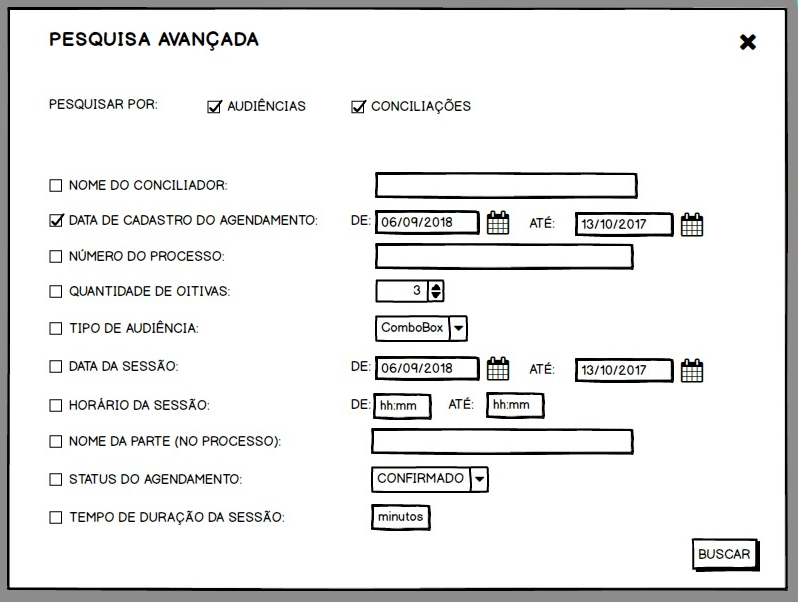 PESQUISA AVANÇADA
PESQUISAR POR: AUDIÊNCIAS CONCILIAÇÕES
NOME DO CONCILIADOR:
DATA DE CADASTRO DO AGENDAMENTO: DE: 06/09/2018 ATÉ: 13/10/2017
NÚMERO DO PROCESSO:
QUANTIDADE DE OITIVAS: 3
TIPO DE AUDIÊNCIA: ComboBox
DATA DA SESSÃO: DE: 06/09/2018 ATÉ: 13/10/2017
HORÁRIO DA SESSÃO: DE: hh:mm ATÉ: hh:mm
NOME DA PARTE (NO PROCESSO):
STATUS DO AGENDAMENTO: CONFIRMADO
TEMPO DE DURAÇÃO DA SESSÃO: minutos
BUSCAR